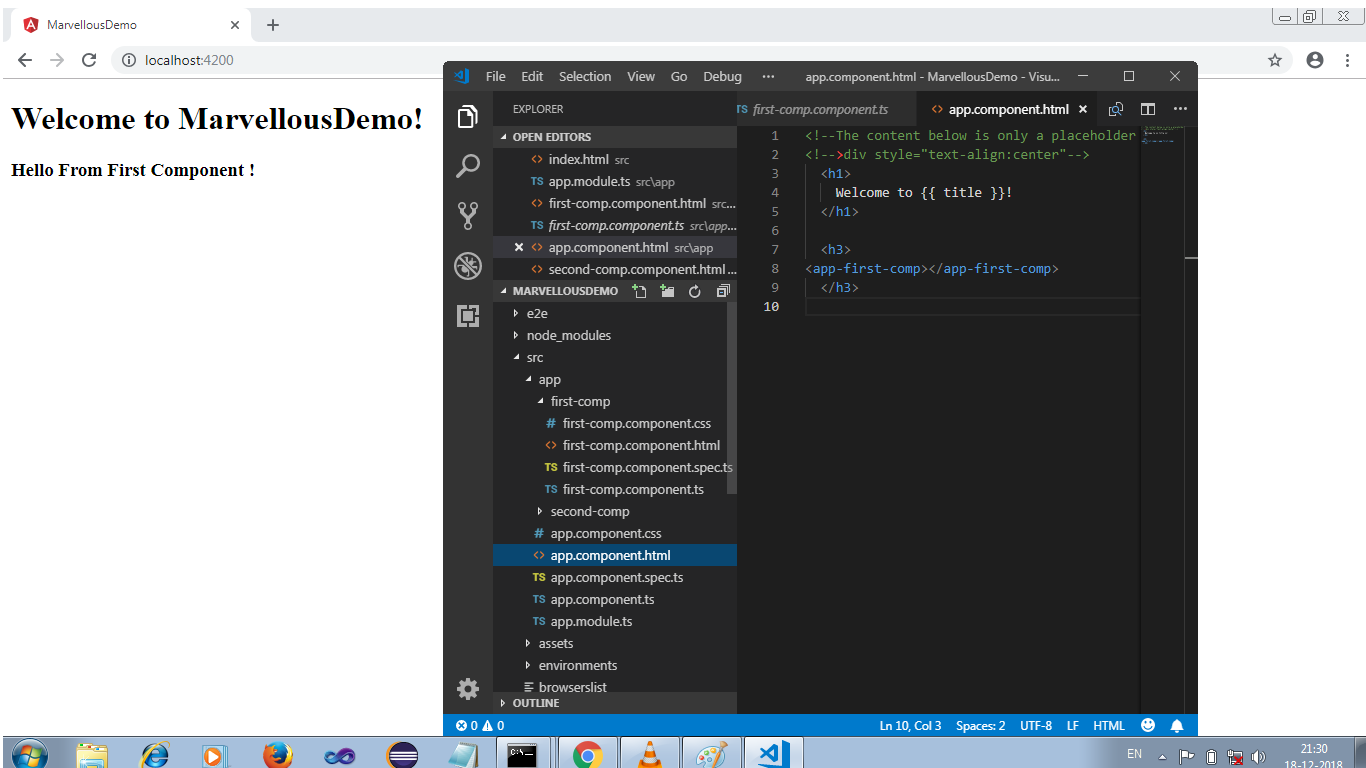 MarvellousDemo
localhost:4200
Welcome to MarvellousDemo!
Hello From First Component !
File Edit Selection View Go Debug ··· app.component.html - MarvellousDemo - Visu...
EXPLORER
OPEN EDITORS
index.html src
TS app.module.ts src\app
first-comp.component.html src...
TS first-comp.component.ts src\app...
app.component.html src\app
second-comp.component.html ...
MARVELLOUSDEMO
e2e
node_modules
src
app
first-comp
# first-comp.component.css
first-comp.component.html
TS first-comp.component.spec.ts
TS first-comp.component.ts
second-comp
# app.component.css
app.component.html
TS app.component.spec.ts
TS app.component.ts
TS app.module.ts
assets
environments
browserslist
OUTLINE
TS first-comp.component.ts
app.component.html
1 <!--The content below is only a placeholder
2 <!-->div style="text-align:center"-->
3 <h1>
4 Welcome to {{ title }}!
5 </h1>
6
7 <h3>
8 <app-first-comp></app-first-comp>
9 </h3>
10
0 0
Ln 10, Col 3 Spaces: 2 UTF-8 LF HTML
EN
21:30
18-12-2018